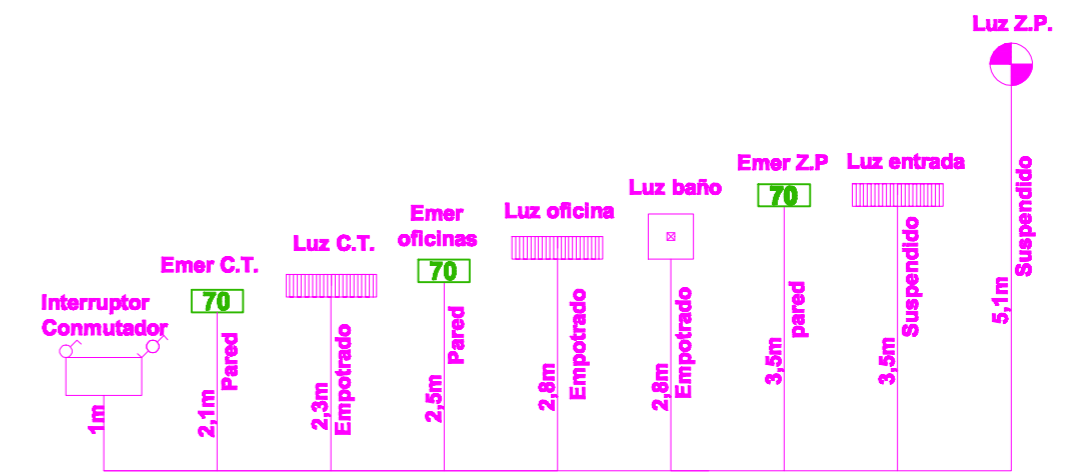 Luz Z.P.
Emer Z.P
Luz entrada
Luz baño
Emer
oficinas
Luz oficina
Luz C.T.
Emer C.T.
Interruptor
Conmutador
70
70
70
1m
2,1m
Pared
2,3m
Empotrado
2,5m
Pared
2,8m
Empotrado
2,8m
Empotrado
3,5m
pared
3,5m
Suspendido
5,1m
Suspendido